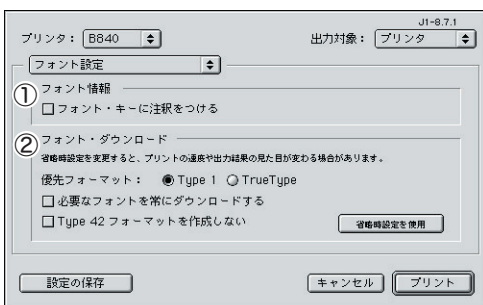 J1-8.7.1
プリンタ： B840 出力対象： プリンタ
フォント設定
① フォント情報
フォント・キーに注釈をつける
② フォント・ダウンロード
省略時設定を変更すると、プリントの速度や出力結果の見た目が変わる場合があります。
優先フォーマット： Type 1 TrueType
必要なフォントを常にダウンロードする
Type 42 フォーマットを作成しない 省略時設定を使用
設定の保存 キャンセル プリント